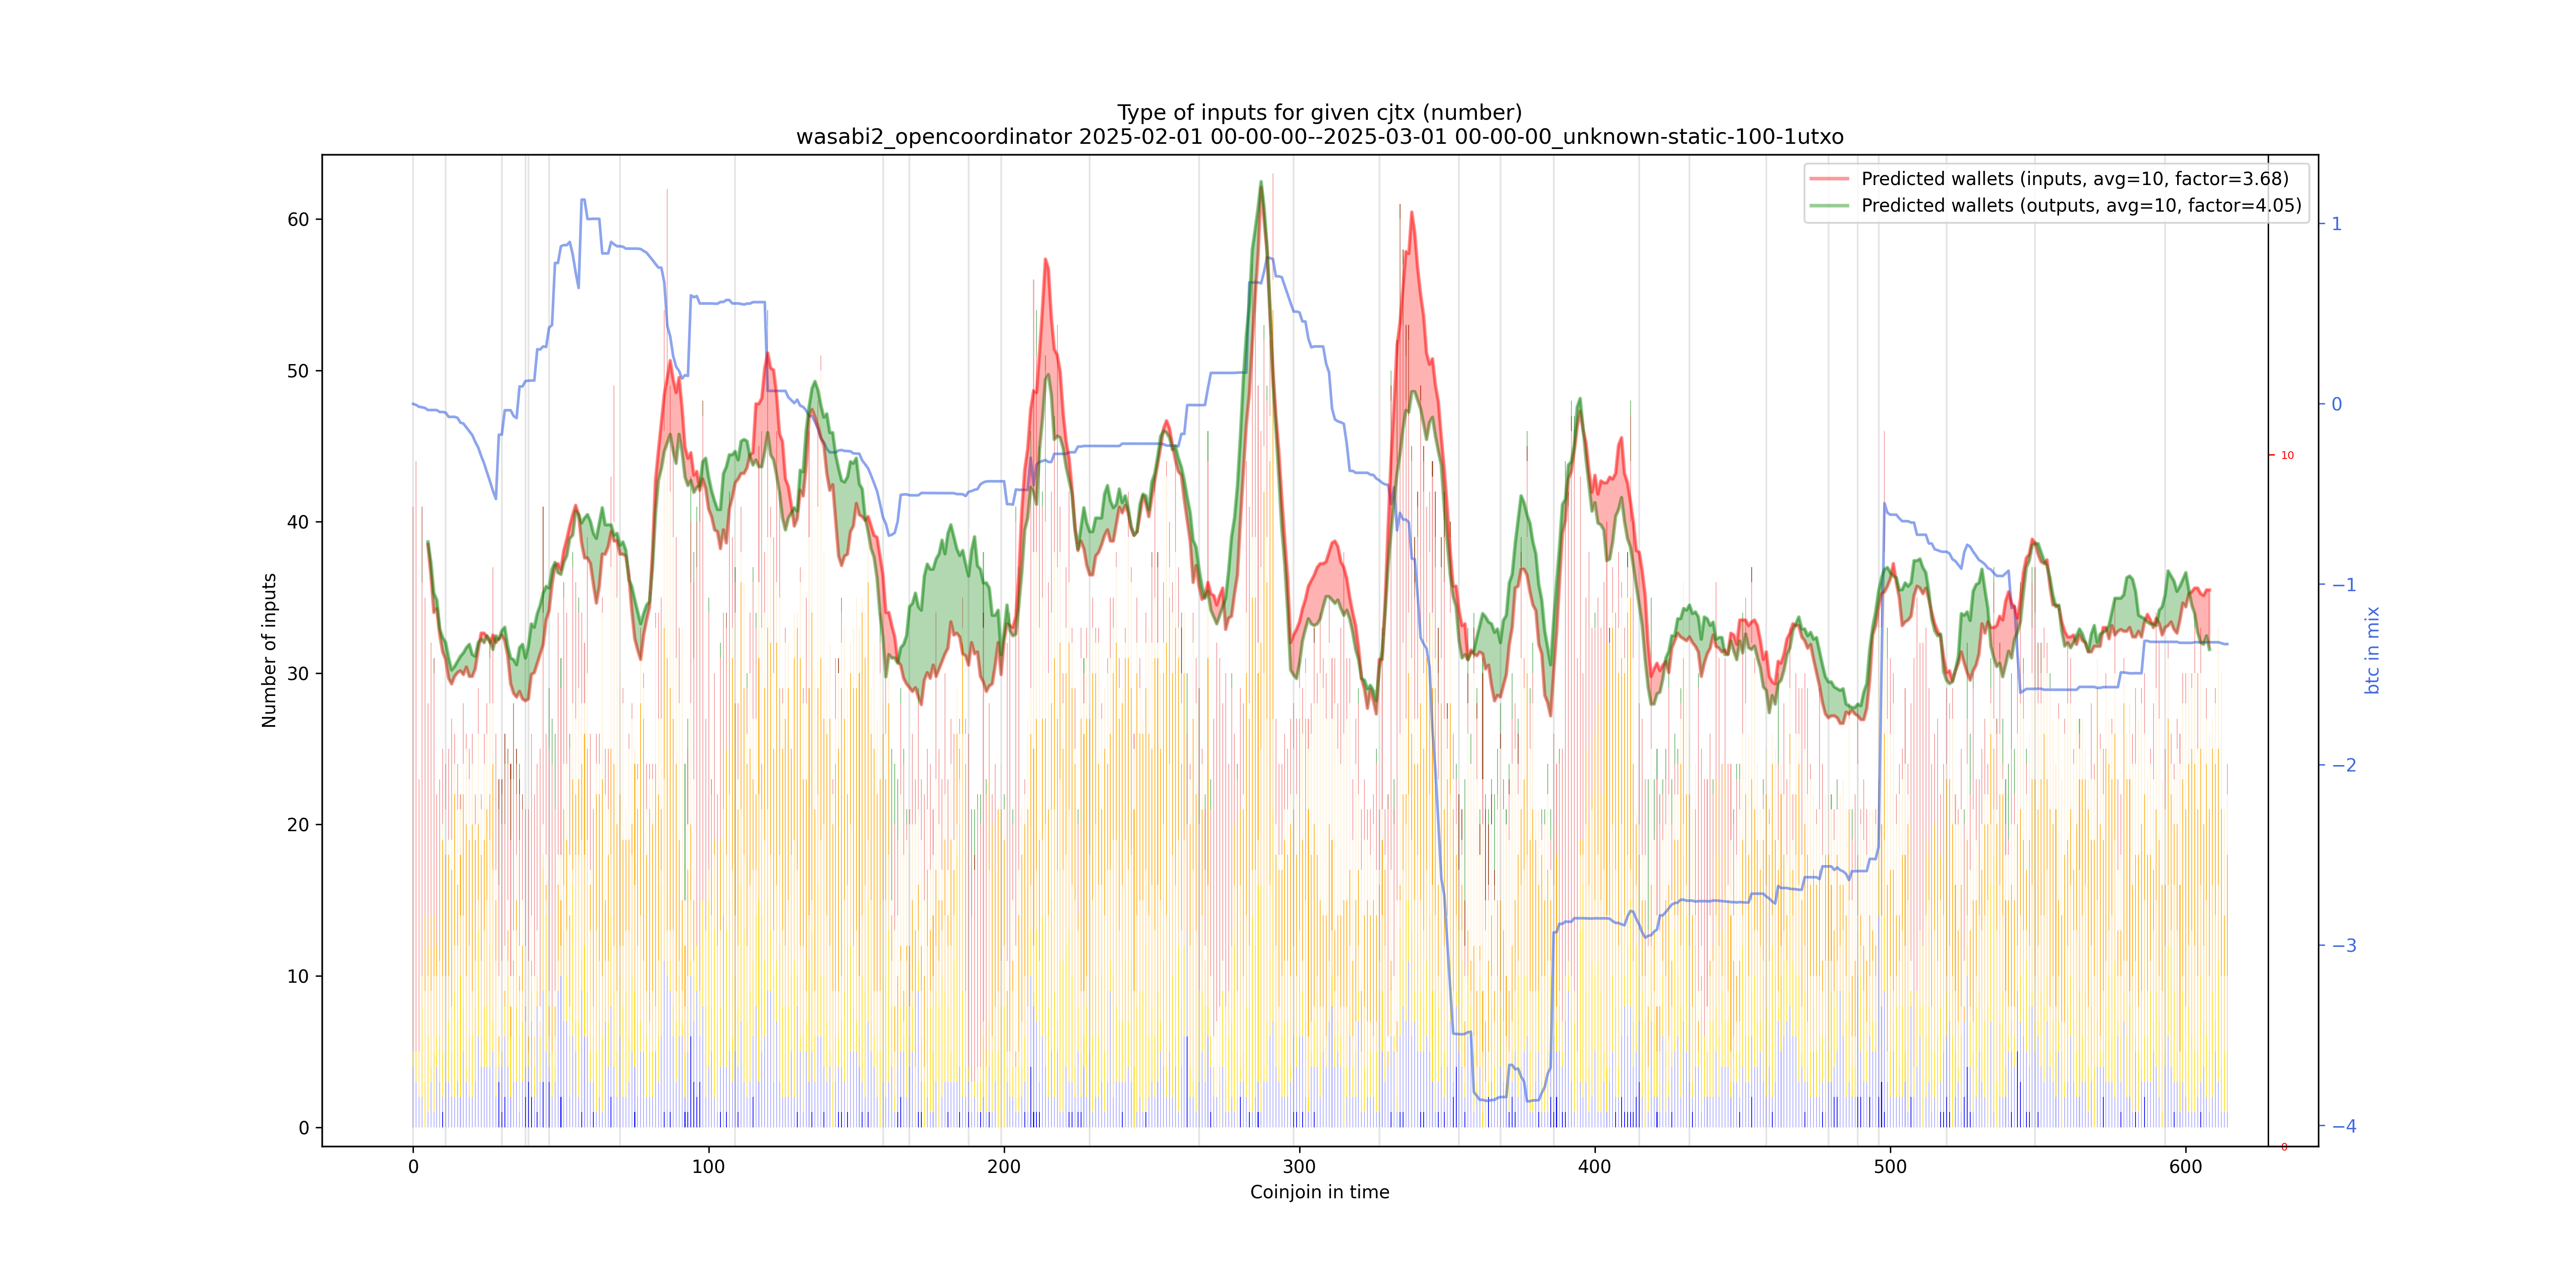 Type of inputs for given cjtx (number)
wasabi2_opencoordinator 2025-02-01 00-00-00--2025-03-01 00-00-00_unknown-static-100-1utxo
Predicted wallets (inputs, avg=10, factor=3.68)
Predicted wallets (outputs, avg=10, factor=4.05)
Number of inputs
60
50
40
30
20
10
0
0 100 200 300 400 500 600
Coinjoin in time
10
0
1
0
−1
−2
−3
−4
btc in mix